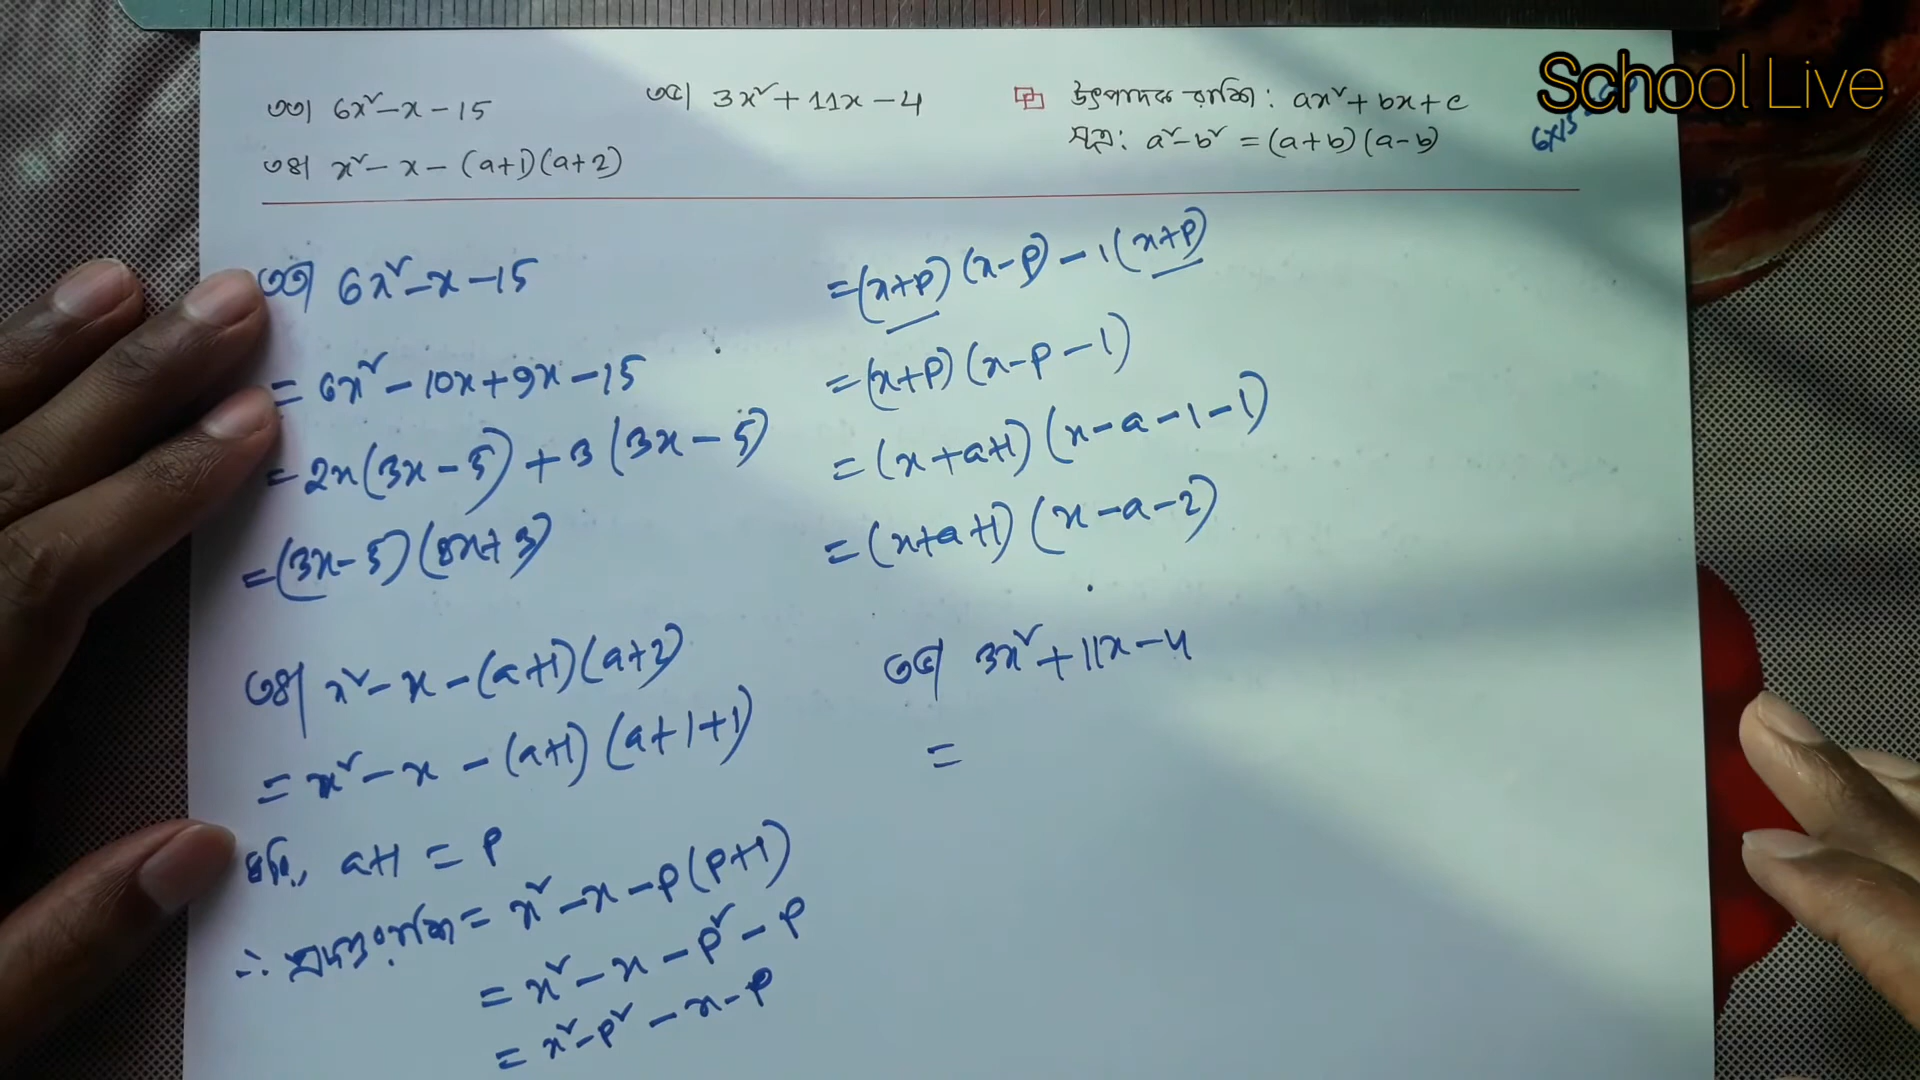 School Live
৩৩| 6x² - x - 15
৩৪| x² - x - (a+1)(a+2)
৩৫| 3x² + 11x - 4
উৎপাদক রাশি: ax² + bx + c
সূত্র: a² - b² = (a+b)(a-b)
6×15
৩৩| 6x² - x - 15
= 6x² - 10x + 9x - 15
= 2x(3x - 5) + 3(3x - 5)
= (3x - 5)(2x + 3)
৩৪| x² - x - (a+1)(a+2)
= x² - x - (a+1)(a+1+1)
ধরি, a+1 = p
∴ প্রদত্ত রাশি = x² - x - p(p+1)
= x² - x - p² - p
= x² - p² - x - p
= (x+p)(x-p) - 1(x+p)
= (x+p)(x-p-1)
= (x+a+1)(x-a-1-1)
= (x+a+1)(x-a-2)
৩৫| 3x² + 11x - 4
=